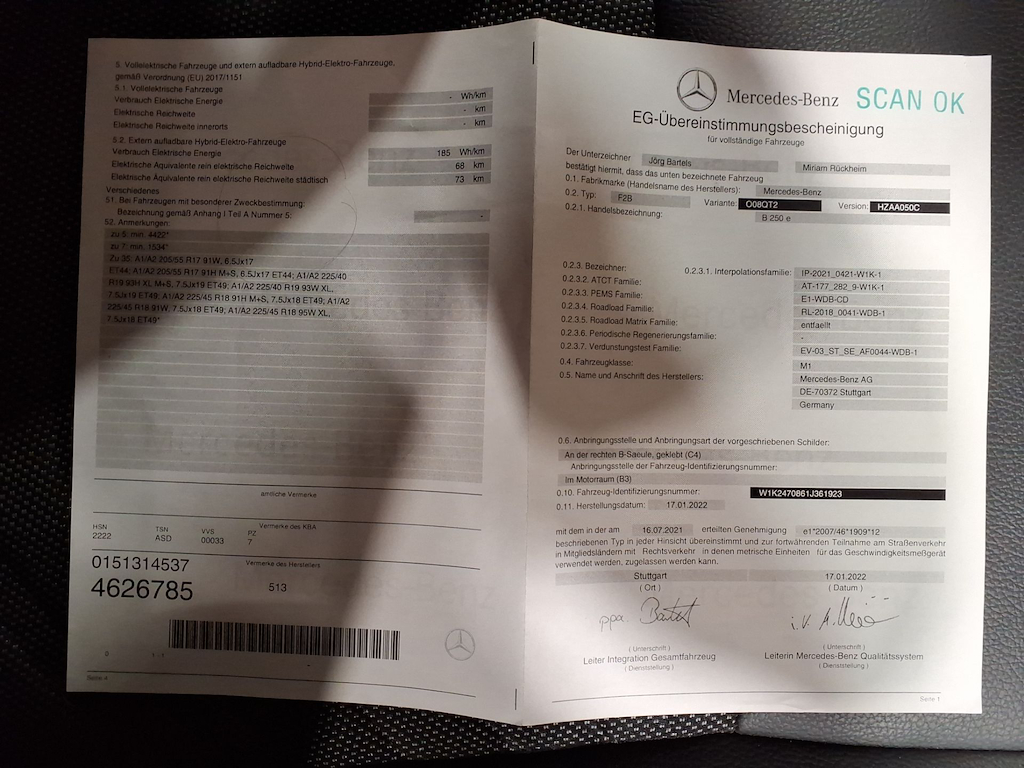 5. Vollelektrische Fahrzeuge und extern aufladbare Hybrid-Elektro-Fahrzeuge,
gemäß Verordnung (EU) 2017/1151
5.1. Vollelektrische Fahrzeuge
Verbrauch Elektrische Energie - Wh/km
Elektrische Reichweite - km
Elektrische Reichweite innerorts - km
5.2. Extern aufladbare Hybrid-Elektro-Fahrzeuge
Verbrauch Elektrische Energie 185 Wh/km
Elektrische Äquivalente rein elektrische Reichweite 68 km
Elektrische Äquivalente rein elektrische Reichweite städtisch 73 km
Verschiedenes
51. Bei Fahrzeugen mit besonderer Zweckbestimmung:
Bezeichnung gemäß Anhang I Teil A Nummer 5: -
52. Anmerkungen:
zu 5: min. 4422*
zu 7: min. 1534*
Zu 35: A1/A2 205/55 R17 91W, 6.5Jx17
ET44; A1/A2 205/55 R17 91H M+S, 6.5Jx17 ET44; A1/A2 225/40
R19 93H XL M+S, 7.5Jx19 ET49; A1/A2 225/40 R19 93W XL,
7.5Jx19 ET49; A1/A2 225/45 R18 91H M+S, 7.5Jx18 ET49; A1/A2
225/45 R18 91W, 7.5Jx18 ET49; A1/A2 225/45 R18 95W XL,
7.5Jx18 ET49*
amtliche Vermerke
HSN TSN VVS PZ Vermerke des KBA
2222 ASD 00033 7
0151314537 Vermerke des Herstellers
4626785 513
0
Seite 4
Mercedes-Benz SCAN OK
EG-Übereinstimmungsbescheinigung
für vollständige Fahrzeuge
Der Unterzeichner Jörg Bartels Miriam Rückheim
bestätigt hiermit, dass das unten bezeichnete Fahrzeug
0.1. Fabrikmarke (Handelsname des Herstellers): Mercedes-Benz
0.2. Typ: F2B Variante: O08QT2 Version: HZAA050C
0.2.1. Handelsbezeichnung: B 250 e
0.2.3. Bezeichner: 0.2.3.1. Interpolationsfamilie: IP-2021_0421-W1K-1
0.2.3.2. ATCT Familie: AT-177_282_9-W1K-1
0.2.3.3. PEMS Familie: E1-WDB-CD
0.2.3.4. Roadload Familie: RL-2018_0041-WDB-1
0.2.3.5. Roadload Matrix Familie: entfaellt
0.2.3.6. Periodische Regenerierfamilie: -
0.2.3.7. Verdunstungstest Familie: EV-03_ST_SE_AF0044-WDB-1
0.4. Fahrzeugklasse: M1
0.5. Name und Anschrift des Herstellers: Mercedes-Benz AG
DE-70372 Stuttgart
Germany
0.6. Anbringungsstelle und Anbringungsart der vorgeschriebenen Schilder:
An der rechten B-Saeule, geklebt (C4)
Anbringungsstelle der Fahrzeug-Identifizierungsnummer:
Im Motorraum (B3)
0.10. Fahrzeug-Identifizierungsnummer: W1K2470861J361923
0.11. Herstellungsdatum: 17.01.2022
mit dem in der am 16.07.2021 erteilten Genehmigung e1*2007/46*1909*12
beschriebenen Typ in jeder Hinsicht übereinstimmt und zur fortwährenden Teilnahme am Straßenverkehr
in Mitgliedsländern mit Rechtsverkehr in denen metrische Einheiten für das Geschwindigkeitsmeßgerät
verwendet werden, zugelassen werden kann.
Stuttgart 17.01.2022
( Ort ) ( Datum )
ppa. i.V.
( Unterschrift ) ( Unterschrift )
Leiter Integration Gesamtfahrzeug Leiterin Mercedes-Benz Qualitätssystem
( Dienststellung ) ( Dienststellung )
Seite 1